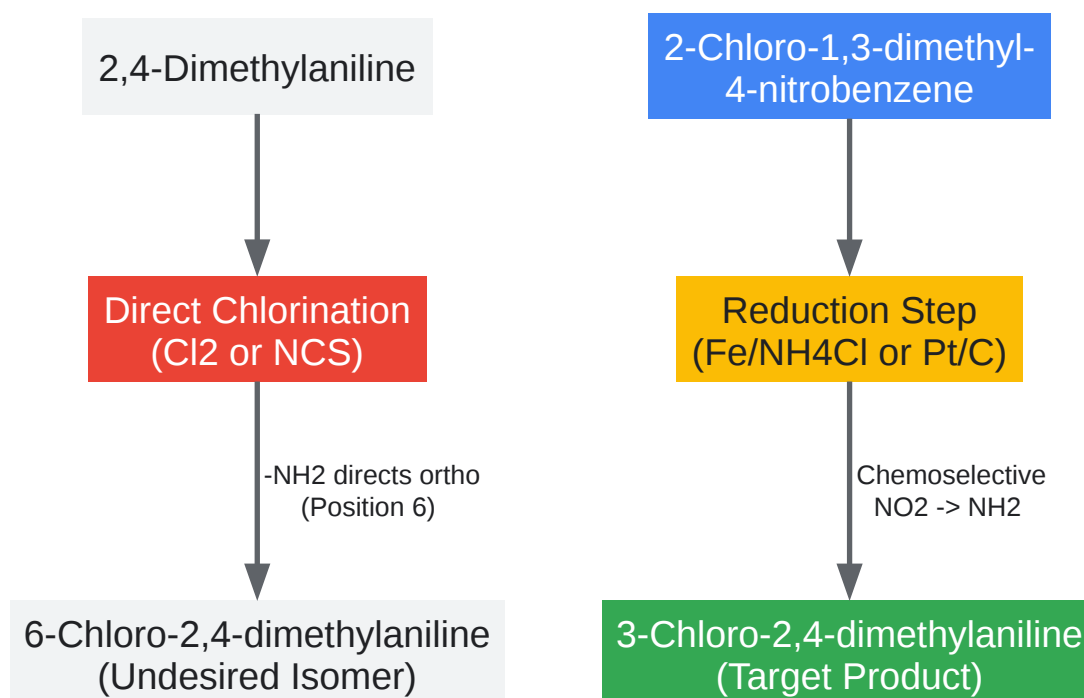 2,4-Dimethylaniline
Direct Chlorination
(Cl2 or NCS)
-NH2 directs ortho
(Position 6)
6-Chloro-2,4-dimethylaniline
(Undesired Isomer)
2-Chloro-1,3-dimethyl-
4-nitrobenzene
Reduction Step
(Fe/NH4Cl or Pt/C)
Chemoselective
NO2 -> NH2
3-Chloro-2,4-dimethylaniline
(Target Product)